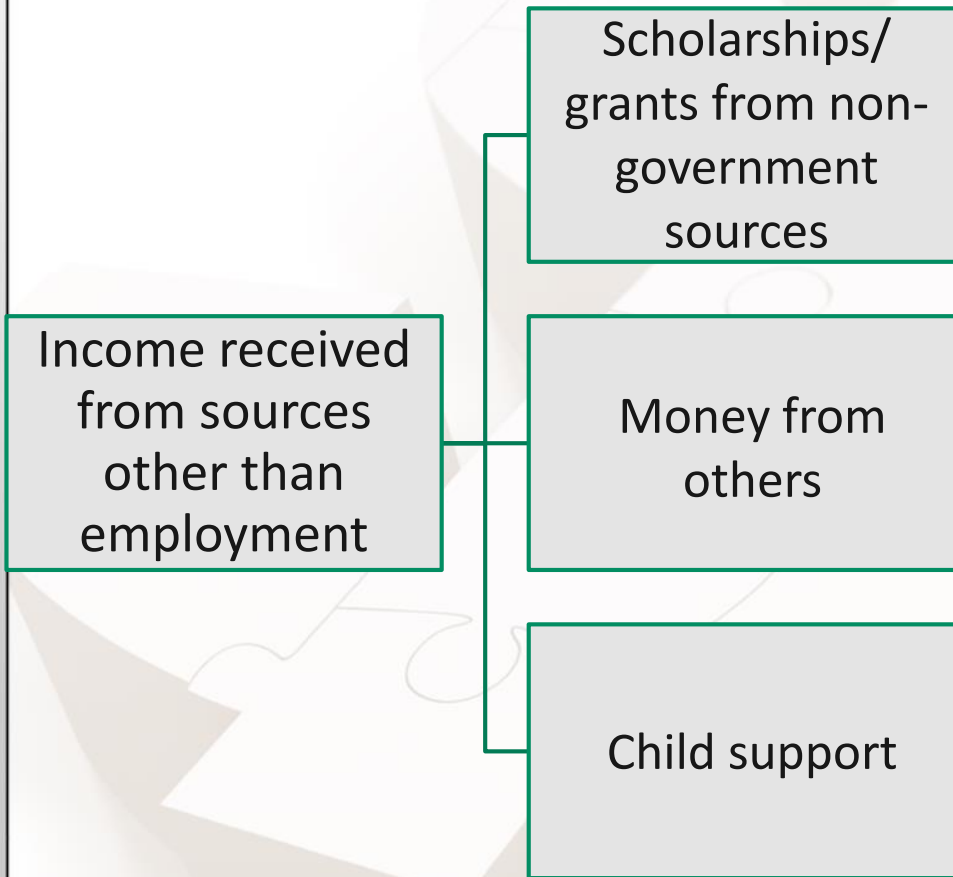 Scholarships/
grants from non-
government
sources
Income received
from sources
other than
employment
Money from
others
Child support